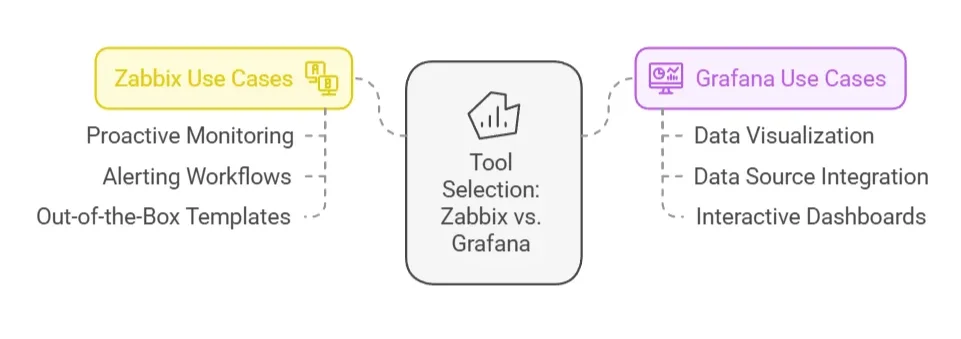 Zabbix Use Cases
A
B
Proactive Monitoring
Alerting Workflows
Out-of-the-Box Templates
Tool
Selection:
Zabbix vs.
Grafana
Grafana Use Cases
Data Visualization
Data Source Integration
Interactive Dashboards